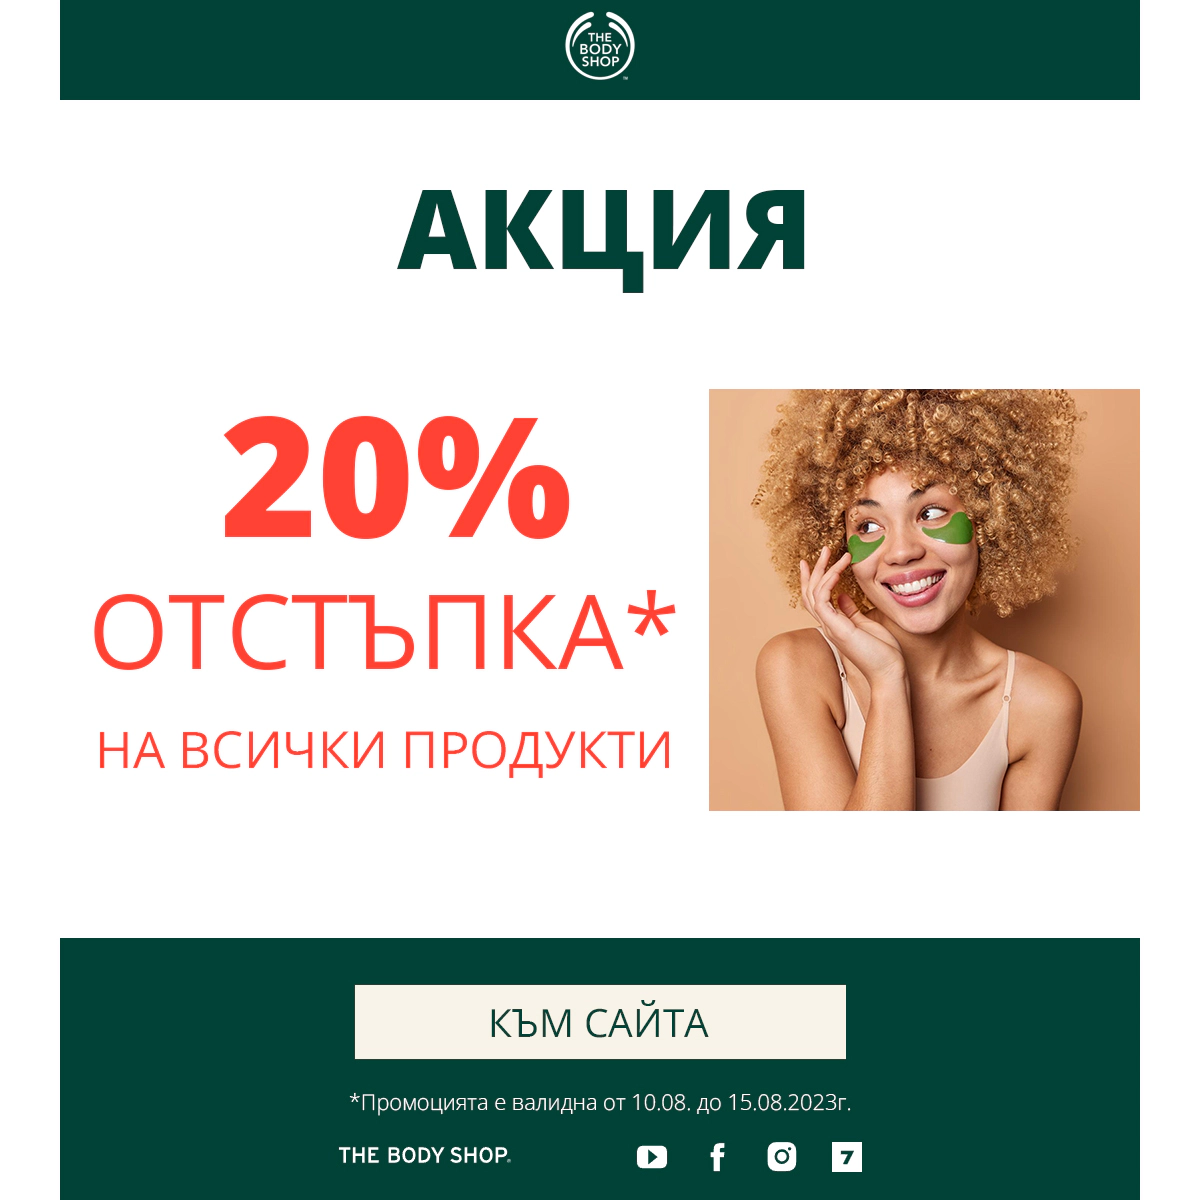 THE
BODY
SHOP
АКЦИЯ
20%
ОТСТЪПКА*
НА ВСИЧКИ ПРОДУКТИ
КЪМ САЙТА
*Промоцията е валидна от 10.08. до 15.08.2023г.
THE BODY SHOP®
7